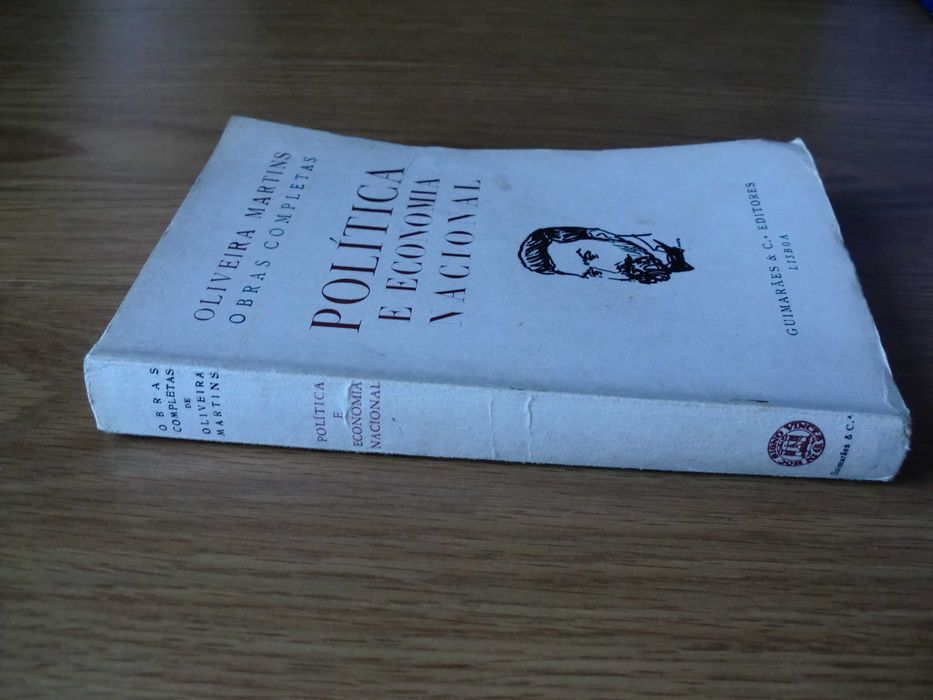 OLIVEIRA MARTINS
OBRAS COMPLETAS
POLÍTICA
E ECONOMIA
NACIONAL
GUIMARÃES & C.ª EDITORES
LISBOA
OBRAS
COMPLETAS
DE
OLIVEIRA
MARTINS
POLÍTICA
E
ECONOMIA
NACIONAL
Guimarães & C.ª